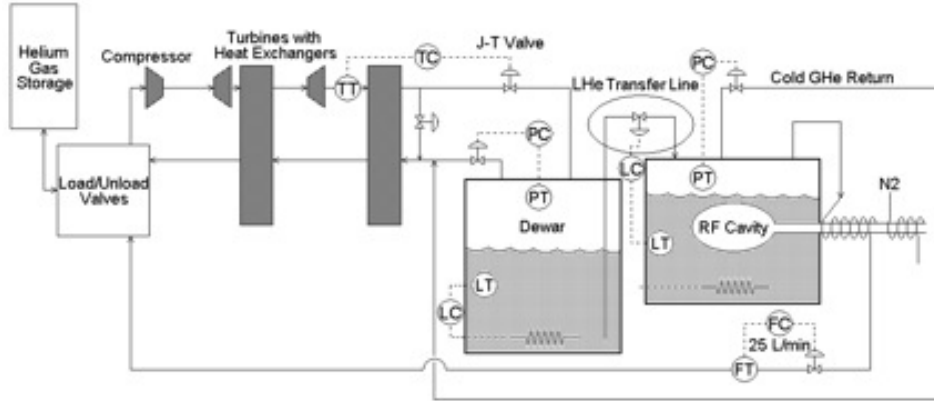 Helium
Gas
Storage
Compressor
Turbines with
Heat Exchangers
J-T Valve
TT
TC
LHe Transfer Line
PC
Cold GHe Return
Load/Unload
Valves
PC
PT
Dewar
LT
LC
LC
PT
LT
RF Cavity
N2
FC
25 L/min
FT